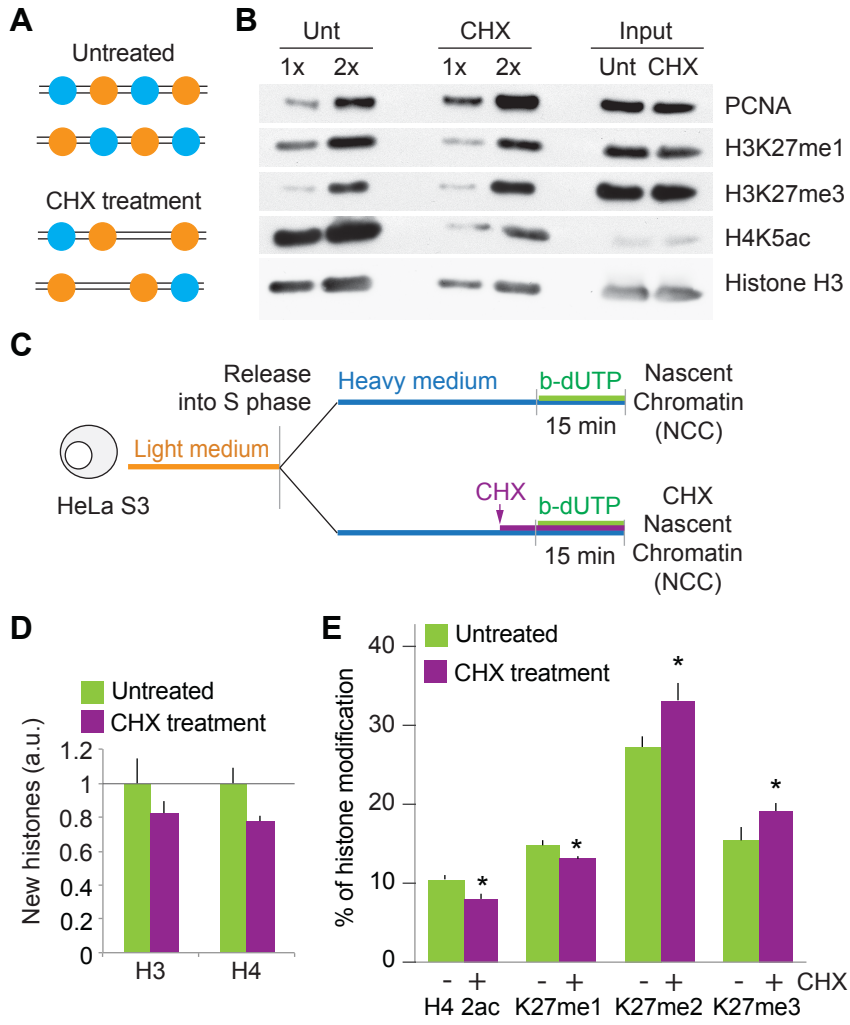 A
Untreated
CHX treatment
B
Unt CHX Input
1x 2x 1x 2x Unt CHX
PCNA
H3K27me1
H3K27me3
H4K5ac
Histone H3
C
Release
into S phase
Light medium
HeLa S3
Heavy medium
b-dUTP
15 min
Nascent
Chromatin
(NCC)
CHX
b-dUTP
15 min
CHX
Nascent
Chromatin
(NCC)
D
Untreated
CHX treatment
New histones (a.u.)
1.2
1
0.8
0.6
0.4
0.2
0
H3 H4
E
Untreated
CHX treatment
% of histone modification
40
30
20
10
0
*
*
*
*
- + - + - + - + CHX
H4 2ac K27me1 K27me2 K27me3